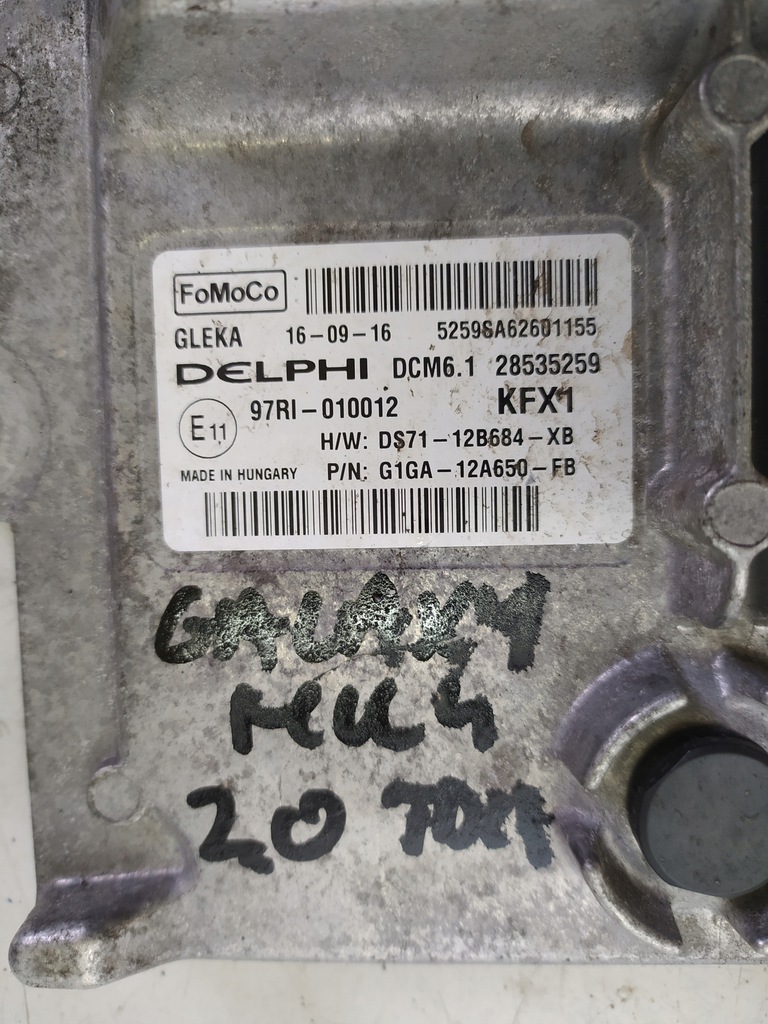 FoMoCo
GLEKA 16-09-16 5259SA62601155
DELPHI DCM6.1 28535259
E11 97RI-010012 KFX1
H/W: DS71-12B684-XB
MADE IN HUNGARY P/N: G1GA-12A650-FB
GALAXY
MK4
2,0 TDCI